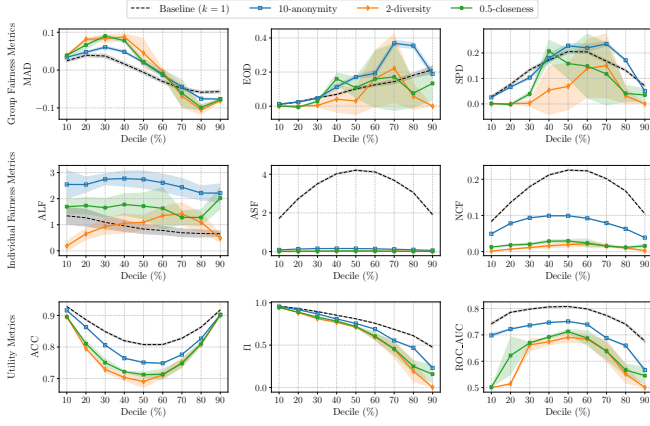 Baseline (k = 1) 10-anonymity 2-diversity 0.5-closeness
Group Fairness Metrics
MAD
0.1
0.0
−0.1
10 20 30 40 50 60 70 80 90
Decile (%)
EOD
0.4
0.2
0.0
10 20 30 40 50 60 70 80 90
Decile (%)
SPD
0.3
0.2
0.1
0.0
10 20 30 40 50 60 70 80 90
Decile (%)
Individual Fairness Metrics
ALF
3
2
1
0
10 20 30 40 50 60 70 80 90
Decile (%)
ASF
4
2
0
10 20 30 40 50 60 70 80 90
Decile (%)
NCF
0.2
0.1
0.0
10 20 30 40 50 60 70 80 90
Decile (%)
Utility Metrics
ACC
0.9
0.8
0.7
10 20 30 40 50 60 70 80 90
Decile (%)
f1
1.0
0.5
0.0
10 20 30 40 50 60 70 80 90
Decile (%)
ROC_AUC
0.8
0.7
0.6
0.5
10 20 30 40 50 60 70 80 90
Decile (%)